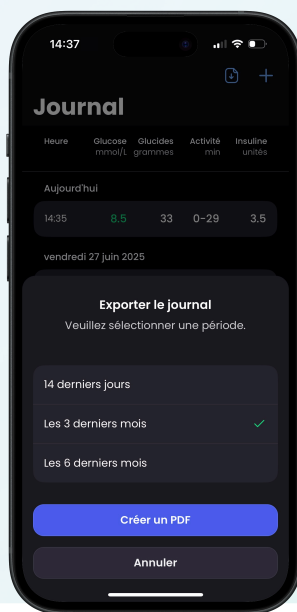 14:37
Journal
Heure Glucose Glucides Activité Insuline
mmol/L grammes min unités
Aujourd'hui
14:35 8.5 33 0-29 3.5
vendredi 27 juin 2025
Exporter le journal
Veuillez sélectionner une période.
14 derniers jours
Les 3 derniers mois
Les 6 derniers mois
Créer un PDF
Annuler